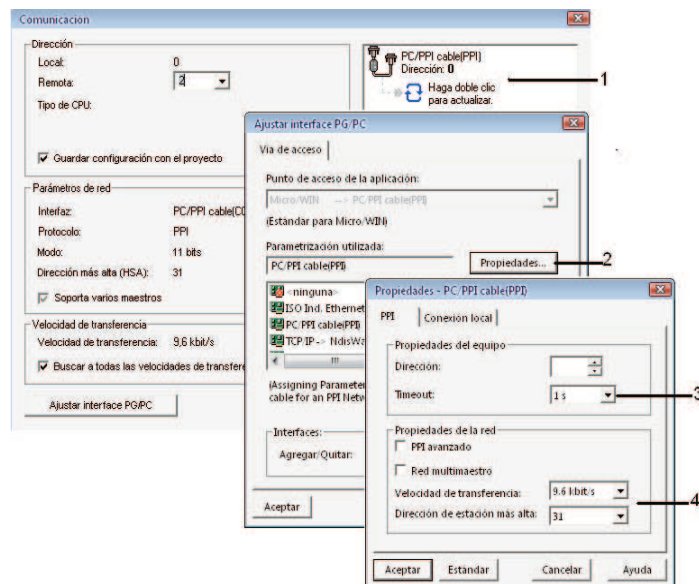 Comunicación
Dirección
Local: 0
Remota: 2
Tipo de CPU:
Guardar configuración con el proyecto
Parámetros de red
Interfaz: PC/PPI cable(CO
Protocolo: PPI
Modo: 11 bits
Dirección más alta (HSA): 31
Soporta varios maestros
Velocidad de transferencia
Velocidad de transferencia: 9,6 kbit/s
Buscar a todas las velocidades de transfere
Ajustar interface PG/PC
PC/PPI cable(PPI)
Dirección: 0
Haga doble clic
para actualizar.
1
Ajustar interface PG/PC
Vía de acceso
Punto de acceso de la aplicación:
Micro/WIN --> PC/PPI cable(PPI)
(Estándar para Micro/WIN)
Parametrización utilizada:
PC/PPI cable(PPI)
Propiedades...
2
<ninguna>
ISO Ind. Ethernet
PC/PPI cable(PPI)
TCP/IP -> NdisWa
(Assigning Parameter
cable for an PPI Netw
Interfaces:
Agregar/Quitar:
Aceptar
Propiedades - PC/PPI cable(PPI)
PPI
Conexión local
Propiedades del equipo
Dirección:
Timeout: 1 s
3
Propiedades de la red
PPI avanzado
Red multimaestro
Velocidad de transferencia: 9.6 kbit/s
4
Dirección de estación más alta: 31
Aceptar
Estándar
Cancelar
Ayuda